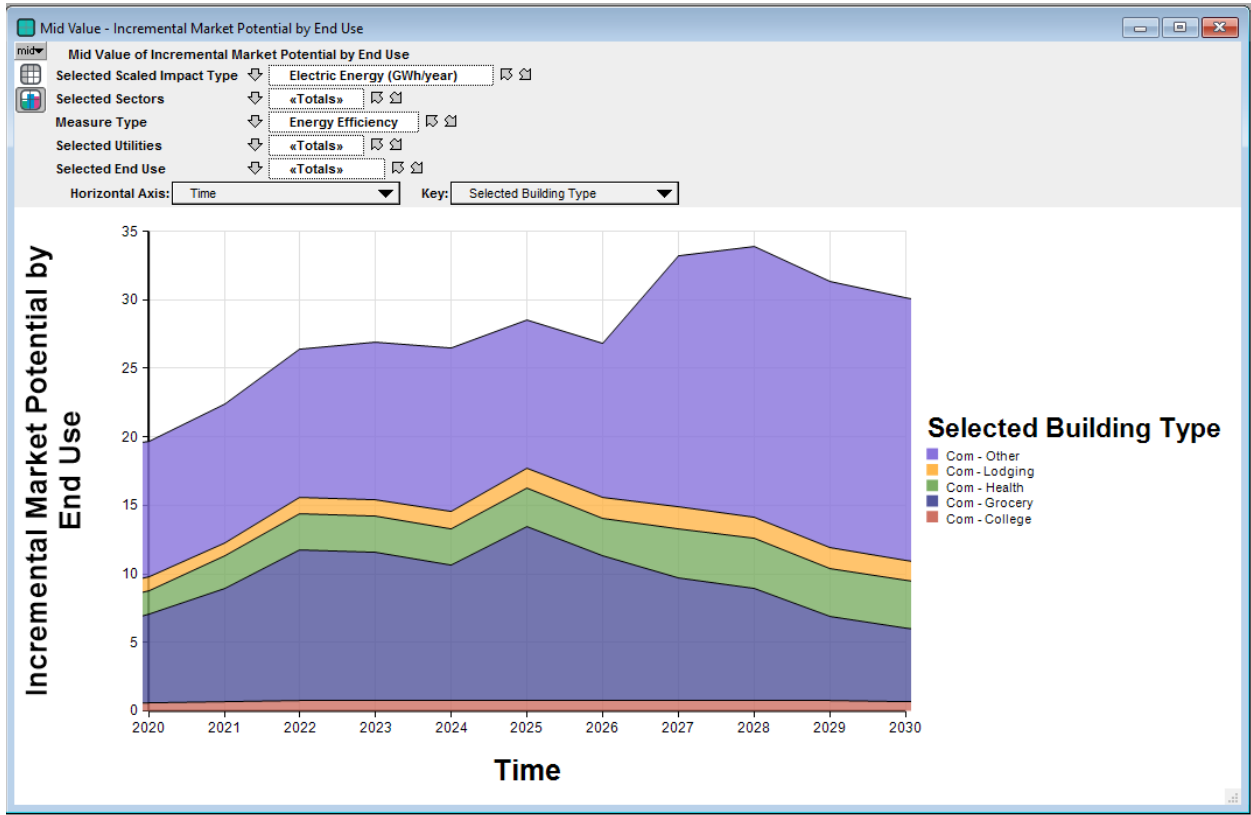 Mid Value - Incremental Market Potential by End Use
mid
Mid Value of Incremental Market Potential by End Use
Selected Scaled Impact Type Electric Energy (GWh/year)
Selected Sectors «Totals»
Measure Type Energy Efficiency
Selected Utilities «Totals»
Selected End Use «Totals»
Horizontal Axis: Time Key: Selected Building Type
Incremental Market Potential by
End Use
35
30
25
20
15
10
5
0
2020 2021 2022 2023 2024 2025 2026 2027 2028 2029 2030
Time
Selected Building Type
Com - Other
Com - Lodging
Com - Health
Com - Grocery
Com - College